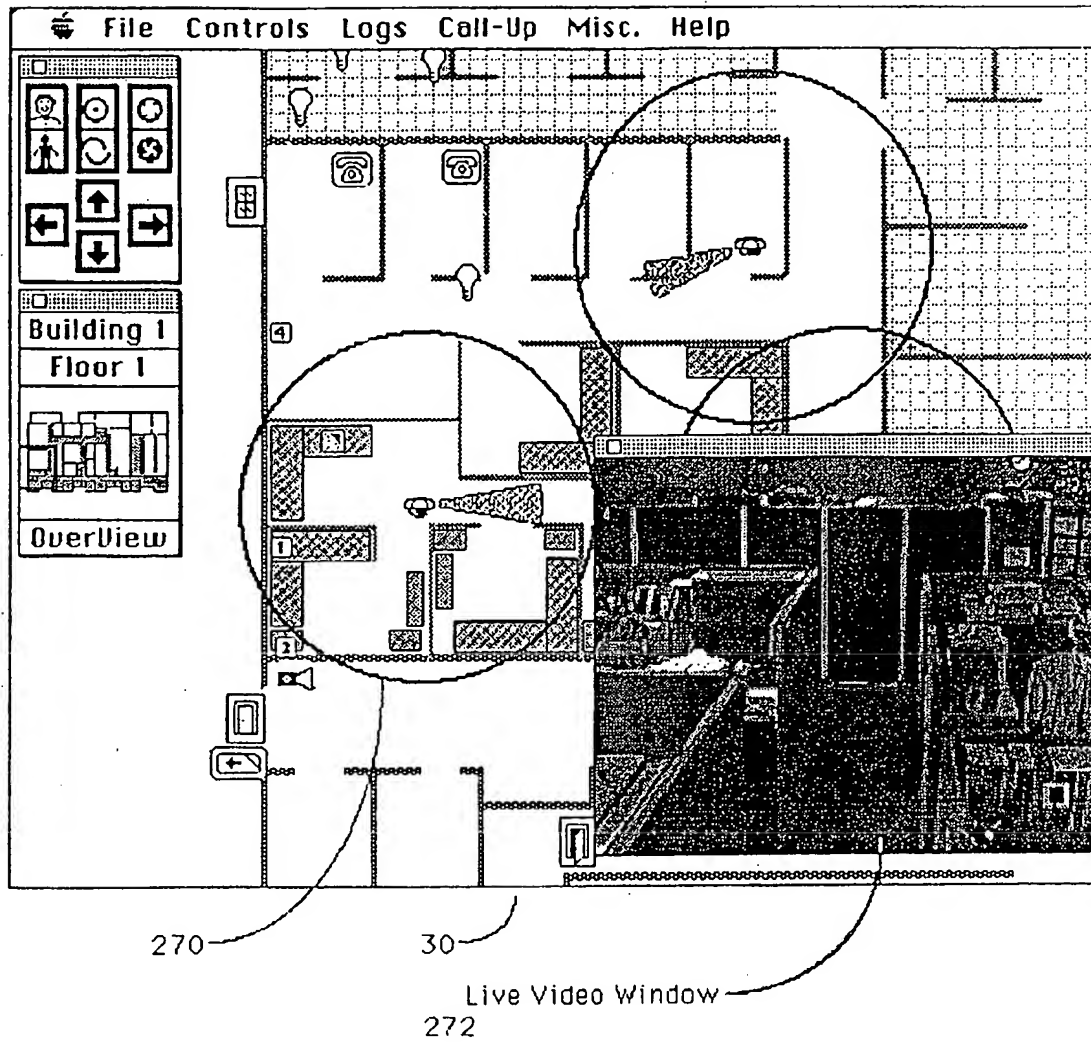 File Controls Logs Call-Up Misc. Help
Building 1
Floor 1
OverView
4
1
2
270
30
Live Video Window
272